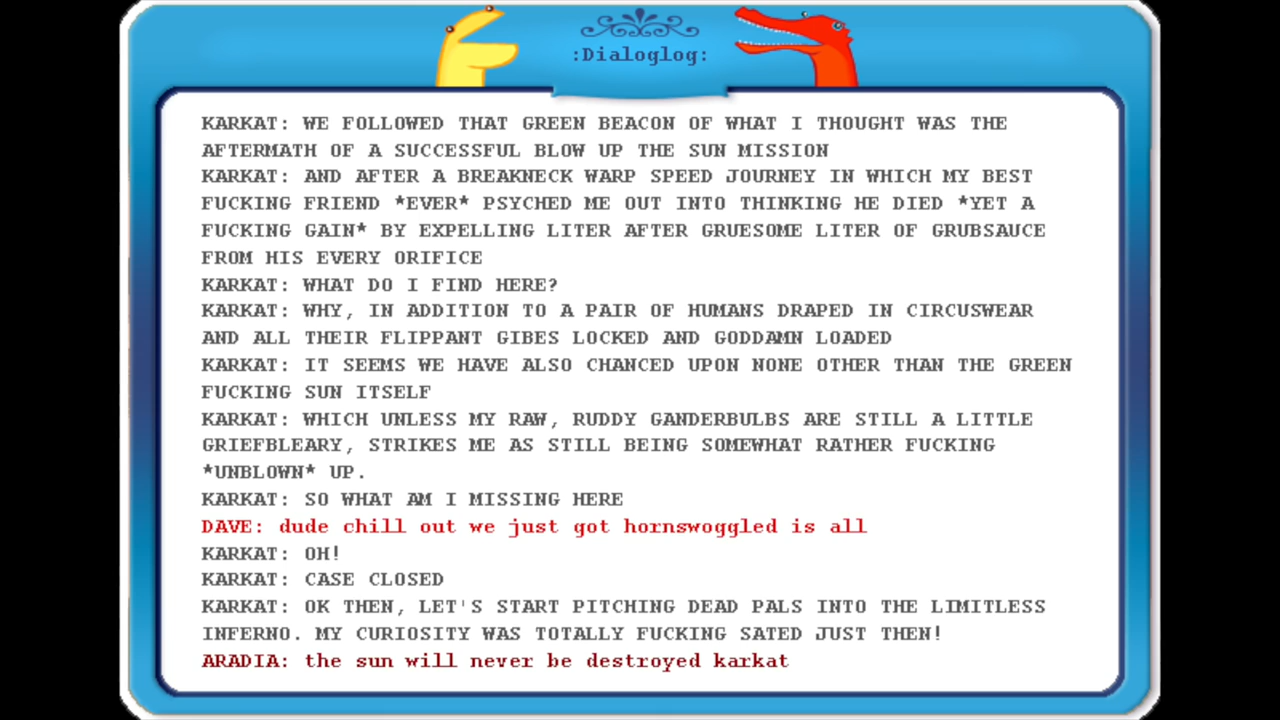 :Dialoglog:
KARKAT: WE FOLLOWED THAT GREEN BEACON OF WHAT I THOUGHT WAS THE
AFTERMATH OF A SUCCESSFUL BLOW UP THE SUN MISSION
KARKAT: AND AFTER A BREAKNECK WARP SPEED JOURNEY IN WHICH MY BEST
FUCKING FRIEND *EVER* PSYCHED ME OUT INTO THINKING HE DIED *YET A
FUCKING GAIN* BY EXPELLING LITER AFTER GRUESOME LITER OF GRUBSAUCE
FROM HIS EVERY ORIFICE
KARKAT: WHAT DO I FIND HERE?
KARKAT: WHY, IN ADDITION TO A PAIR OF HUMANS DRAPED IN CIRCUSWEAR
AND ALL THEIR FLIPPANT GIBES LOCKED AND GODDAMN LOADED
KARKAT: IT SEEMS WE HAVE ALSO CHANCED UPON NONE OTHER THAN THE GREEN
FUCKING SUN ITSELF
KARKAT: WHICH UNLESS MY RAW, RUDDY GANDERBULBS ARE STILL A LITTLE
GRIEFBLEARY, STRIKES ME AS STILL BEING SOMEWHAT RATHER FUCKING
*UNBLOWN* UP.
KARKAT: SO WHAT AM I MISSING HERE
DAVE: dude chill out we just got hornswoggled is all
KARKAT: OH!
KARKAT: CASE CLOSED
KARKAT: OK THEN, LET'S START PITCHING DEAD PALS INTO THE LIMITLESS
INFERNO. MY CURIOSITY WAS TOTALLY FUCKING SATED JUST THEN!
ARADIA: the sun will never be destroyed karkat